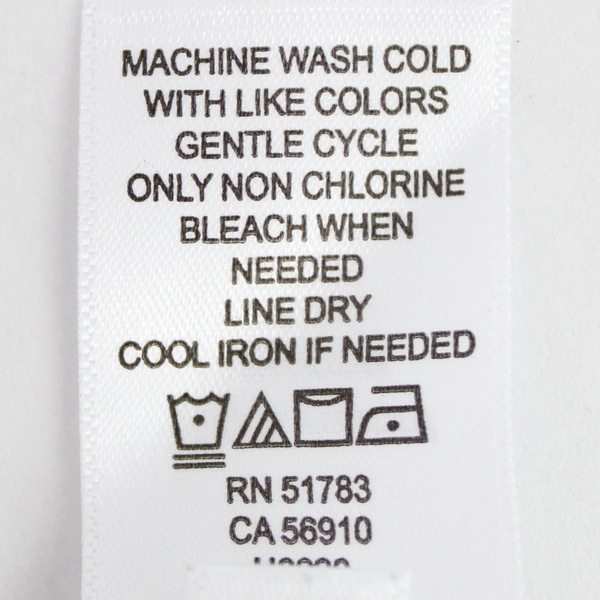 MACHINE WASH COLD
WITH LIKE COLORS
GENTLE CYCLE
ONLY NON CHLORINE
BLEACH WHEN
NEEDED
LINE DRY
COOL IRON IF NEEDED
RN 51783
CA 56910